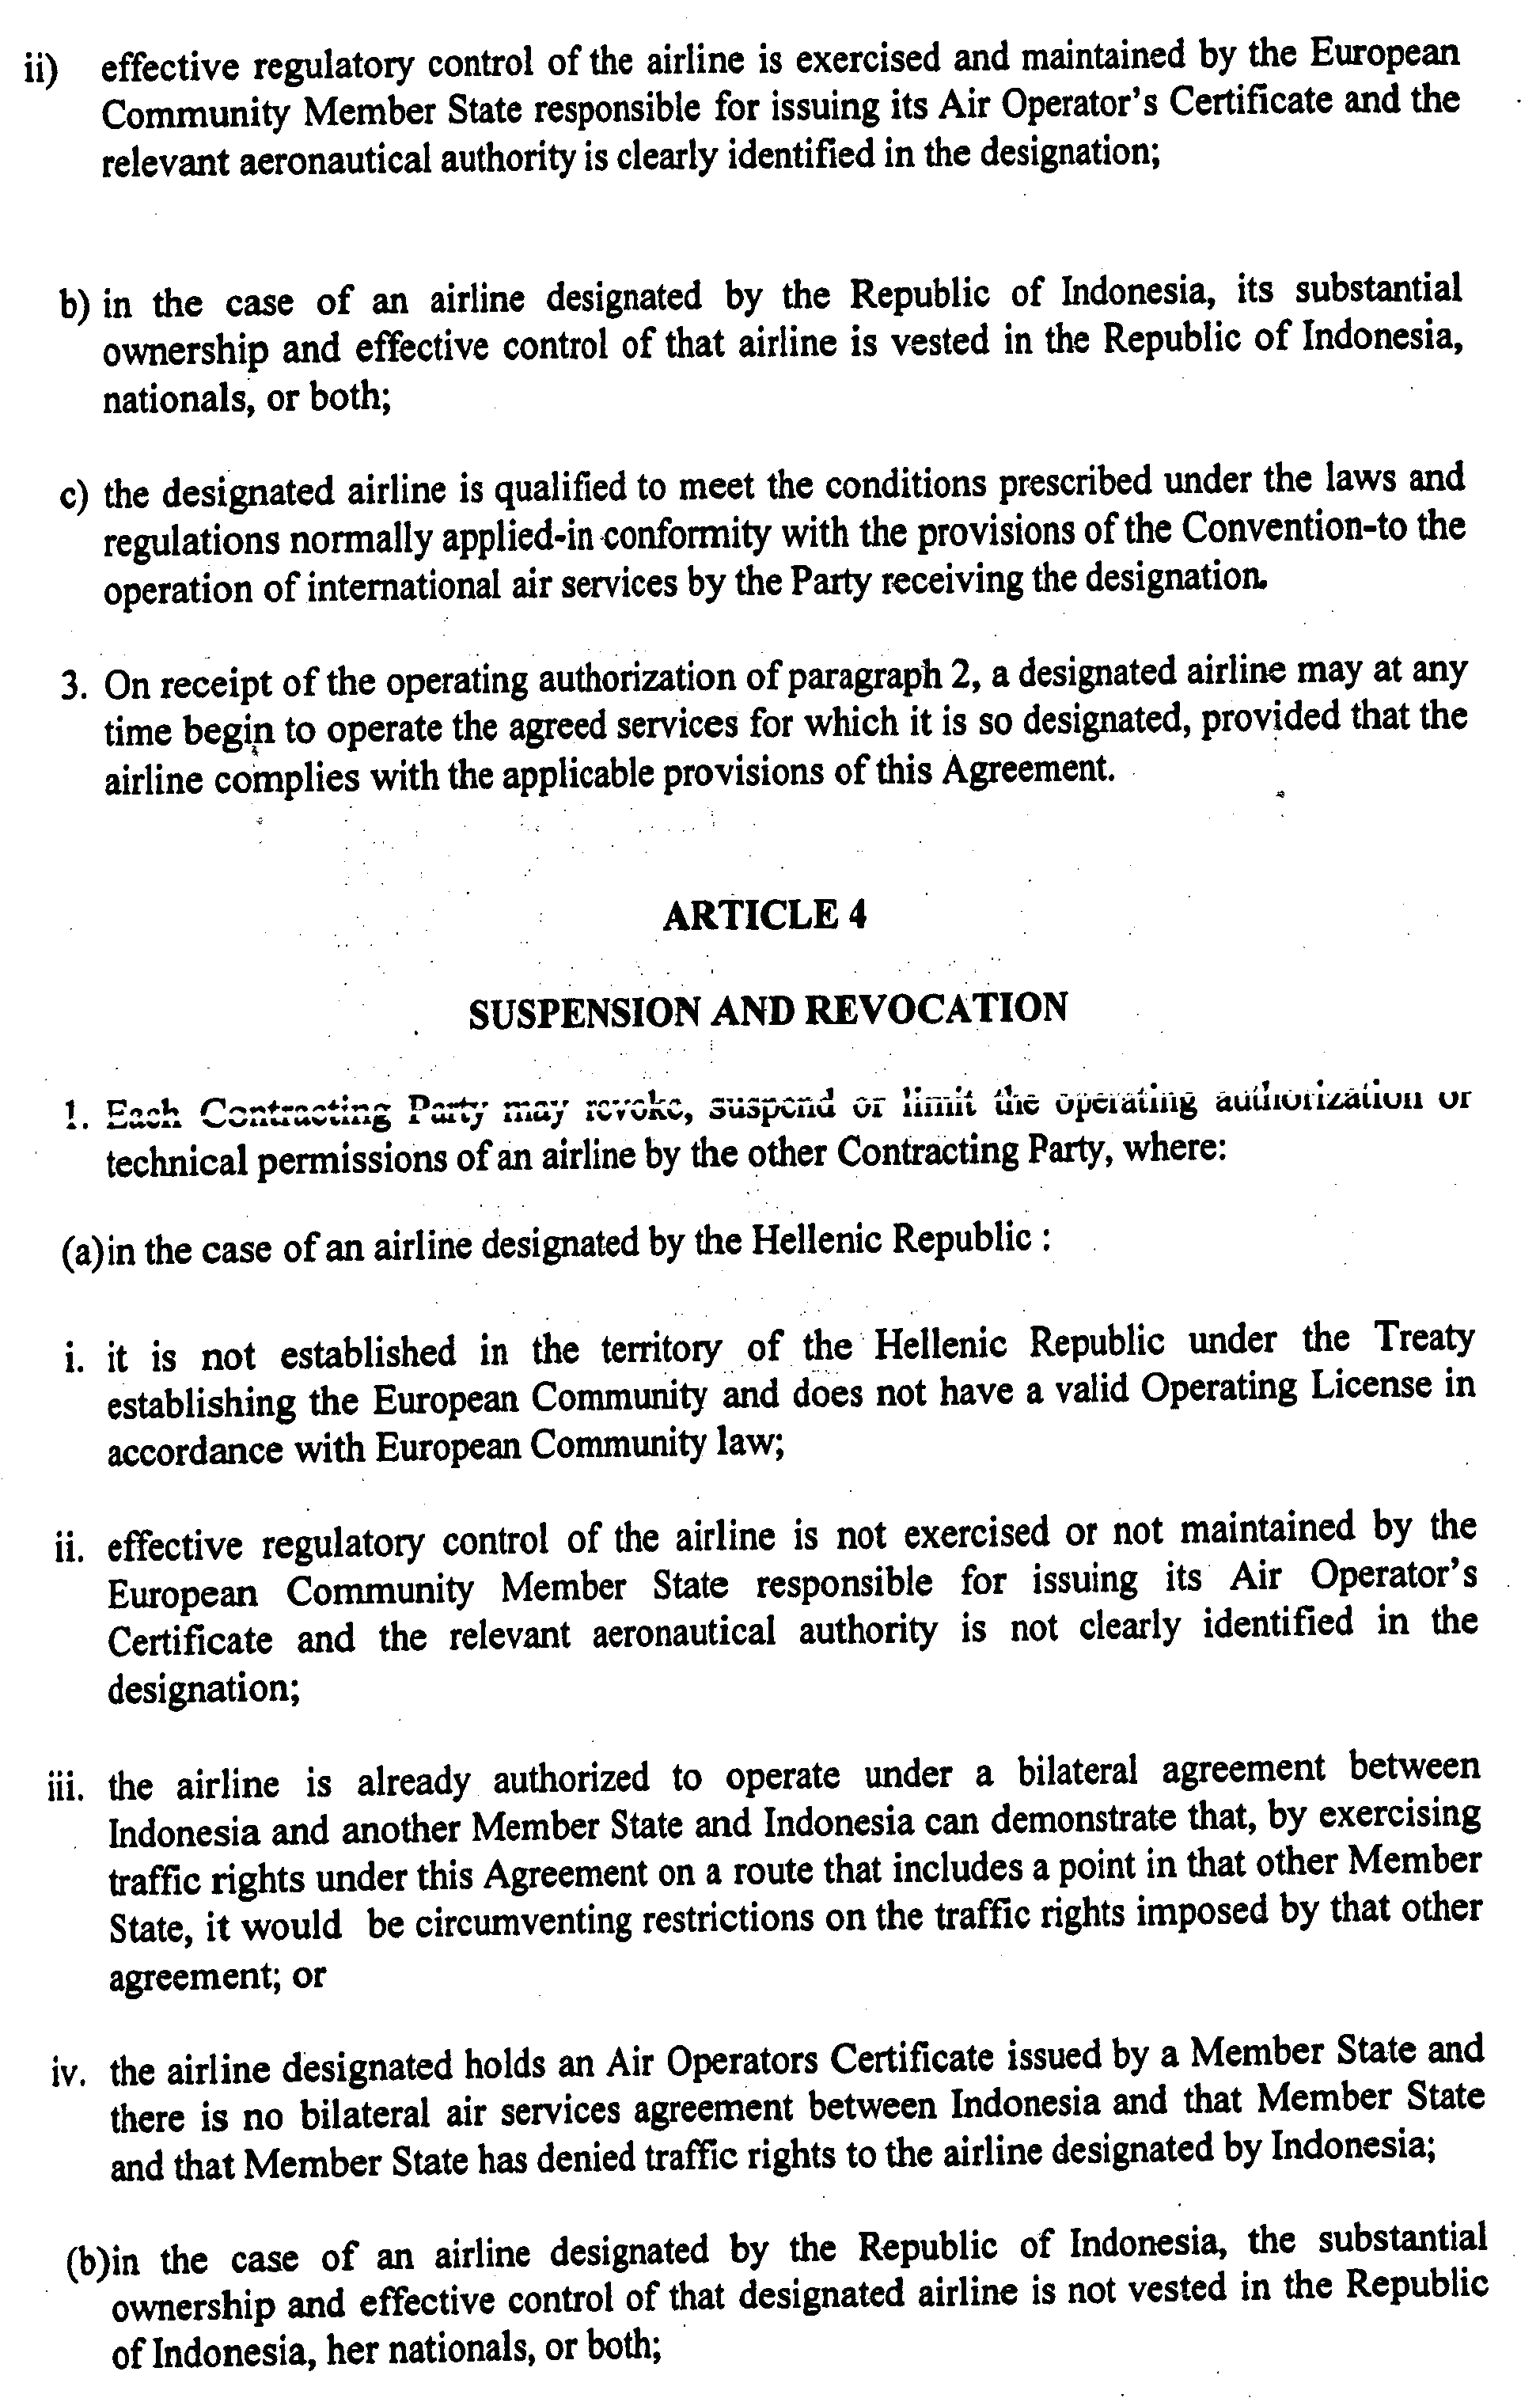 ii) effective regulatory control of the airline is exercised and maintained by the European
Community Member State responsible for issuing its Air Operator's Certificate and the
relevant aeronautical authority is clearly identified in the designation;
b) in the case of an airline designated by the Republic of Indonesia, its substantial
ownership and effective control of that airline is vested in the Republic of Indonesia,
nationals, or both;
c) the designated airline is qualified to meet the conditions prescribed under the laws and
regulations normally applied-in conformity with the provisions of the Convention-to the
operation of international air services by the Party receiving the designation.
3. On receipt of the operating authorization of paragraph 2, a designated airline may at any
time begin to operate the agreed services for which it is so designated, provided that the
airline complies with the applicable provisions of this Agreement.
ARTICLE 4
SUSPENSION AND REVOCATION
1. Each Contracting Party may revoke, suspend or limit the operating authorization or
technical permissions of an airline by the other Contracting Party, where:
(a)in the case of an airline designated by the Hellenic Republic :
i. it is not established in the territory of the Hellenic Republic under the Treaty
establishing the European Community and does not have a valid Operating License in
accordance with European Community law;
ii. effective regulatory control of the airline is not exercised or not maintained by the
European Community Member State responsible for issuing its Air Operator's
Certificate and the relevant aeronautical authority is not clearly identified in the
designation;
iii. the airline is already authorized to operate under a bilateral agreement between
Indonesia and another Member State and Indonesia can demonstrate that, by exercising
traffic rights under this Agreement on a route that includes a point in that other Member
State, it would be circumventing restrictions on the traffic rights imposed by that other
agreement; or
iv. the airline designated holds an Air Operators Certificate issued by a Member State and
there is no bilateral air services agreement between Indonesia and that Member State
and that Member State has denied traffic rights to the airline designated by Indonesia;
(b)in the case of an airline designated by the Republic of Indonesia, the substantial
ownership and effective control of that designated airline is not vested in the Republic
of Indonesia, her nationals, or both;